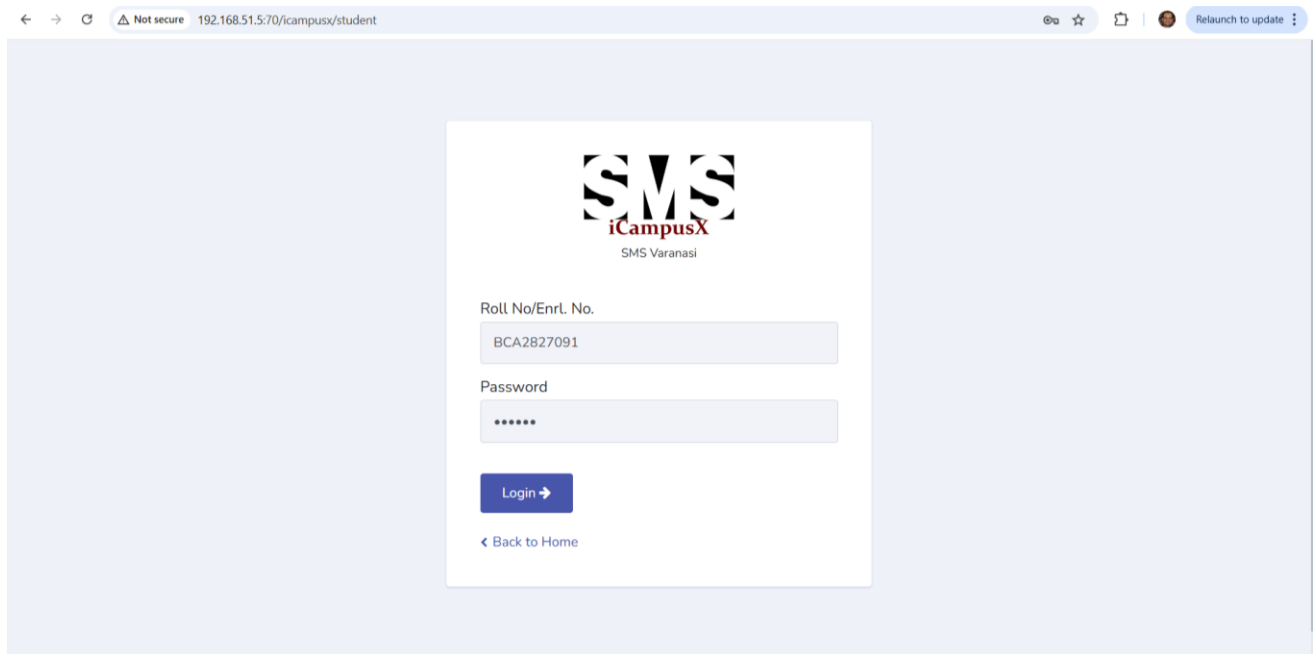 Not secure 192.168.51.5:70/icampusx/student Relaunch to update
SMS
iCampusX
SMS Varanasi
Roll No/Enrl. No.
BCA2827091
Password
••••••
Login
Back to Home